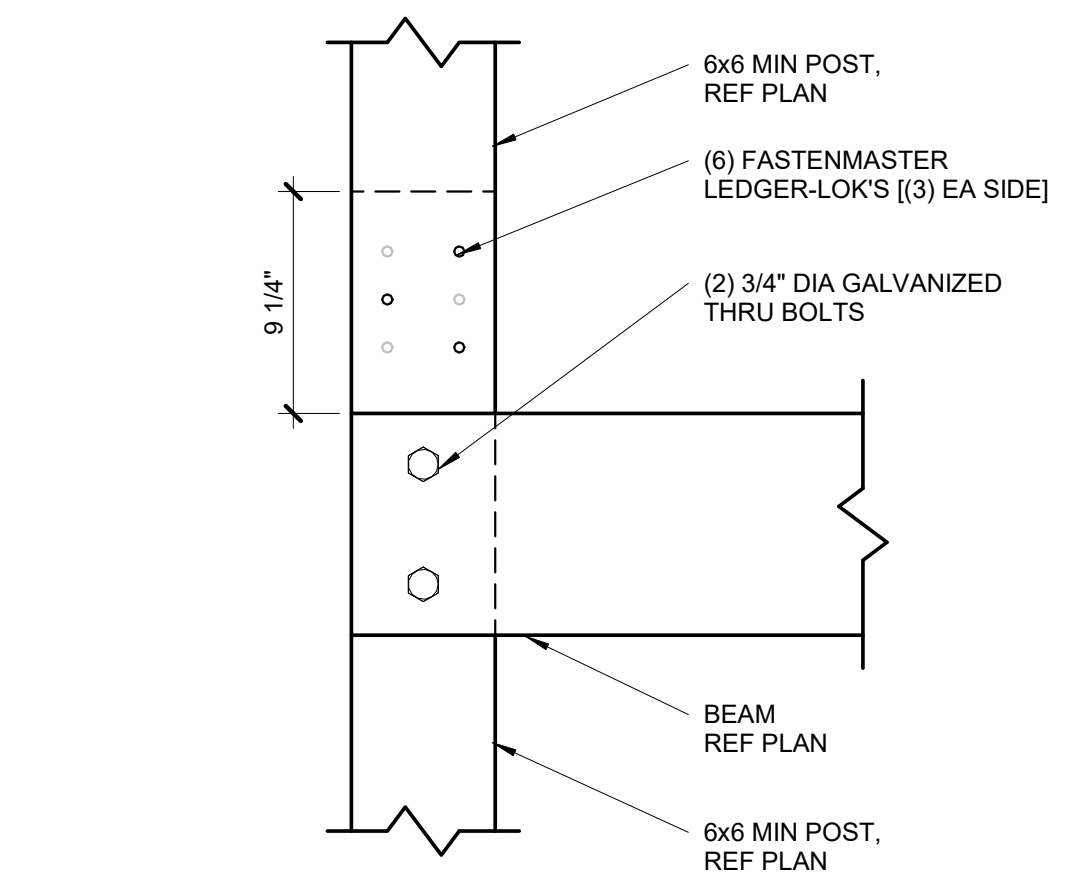 6x6 MIN POST,
REF PLAN
(6) FASTENMASTER
LEDGER-LOK'S [(3) EA SIDE]
9 1/4"
(2) 3/4" DIA GALVANIZED
THRU BOLTS
BEAM
REF PLAN
6x6 MIN POST,
REF PLAN